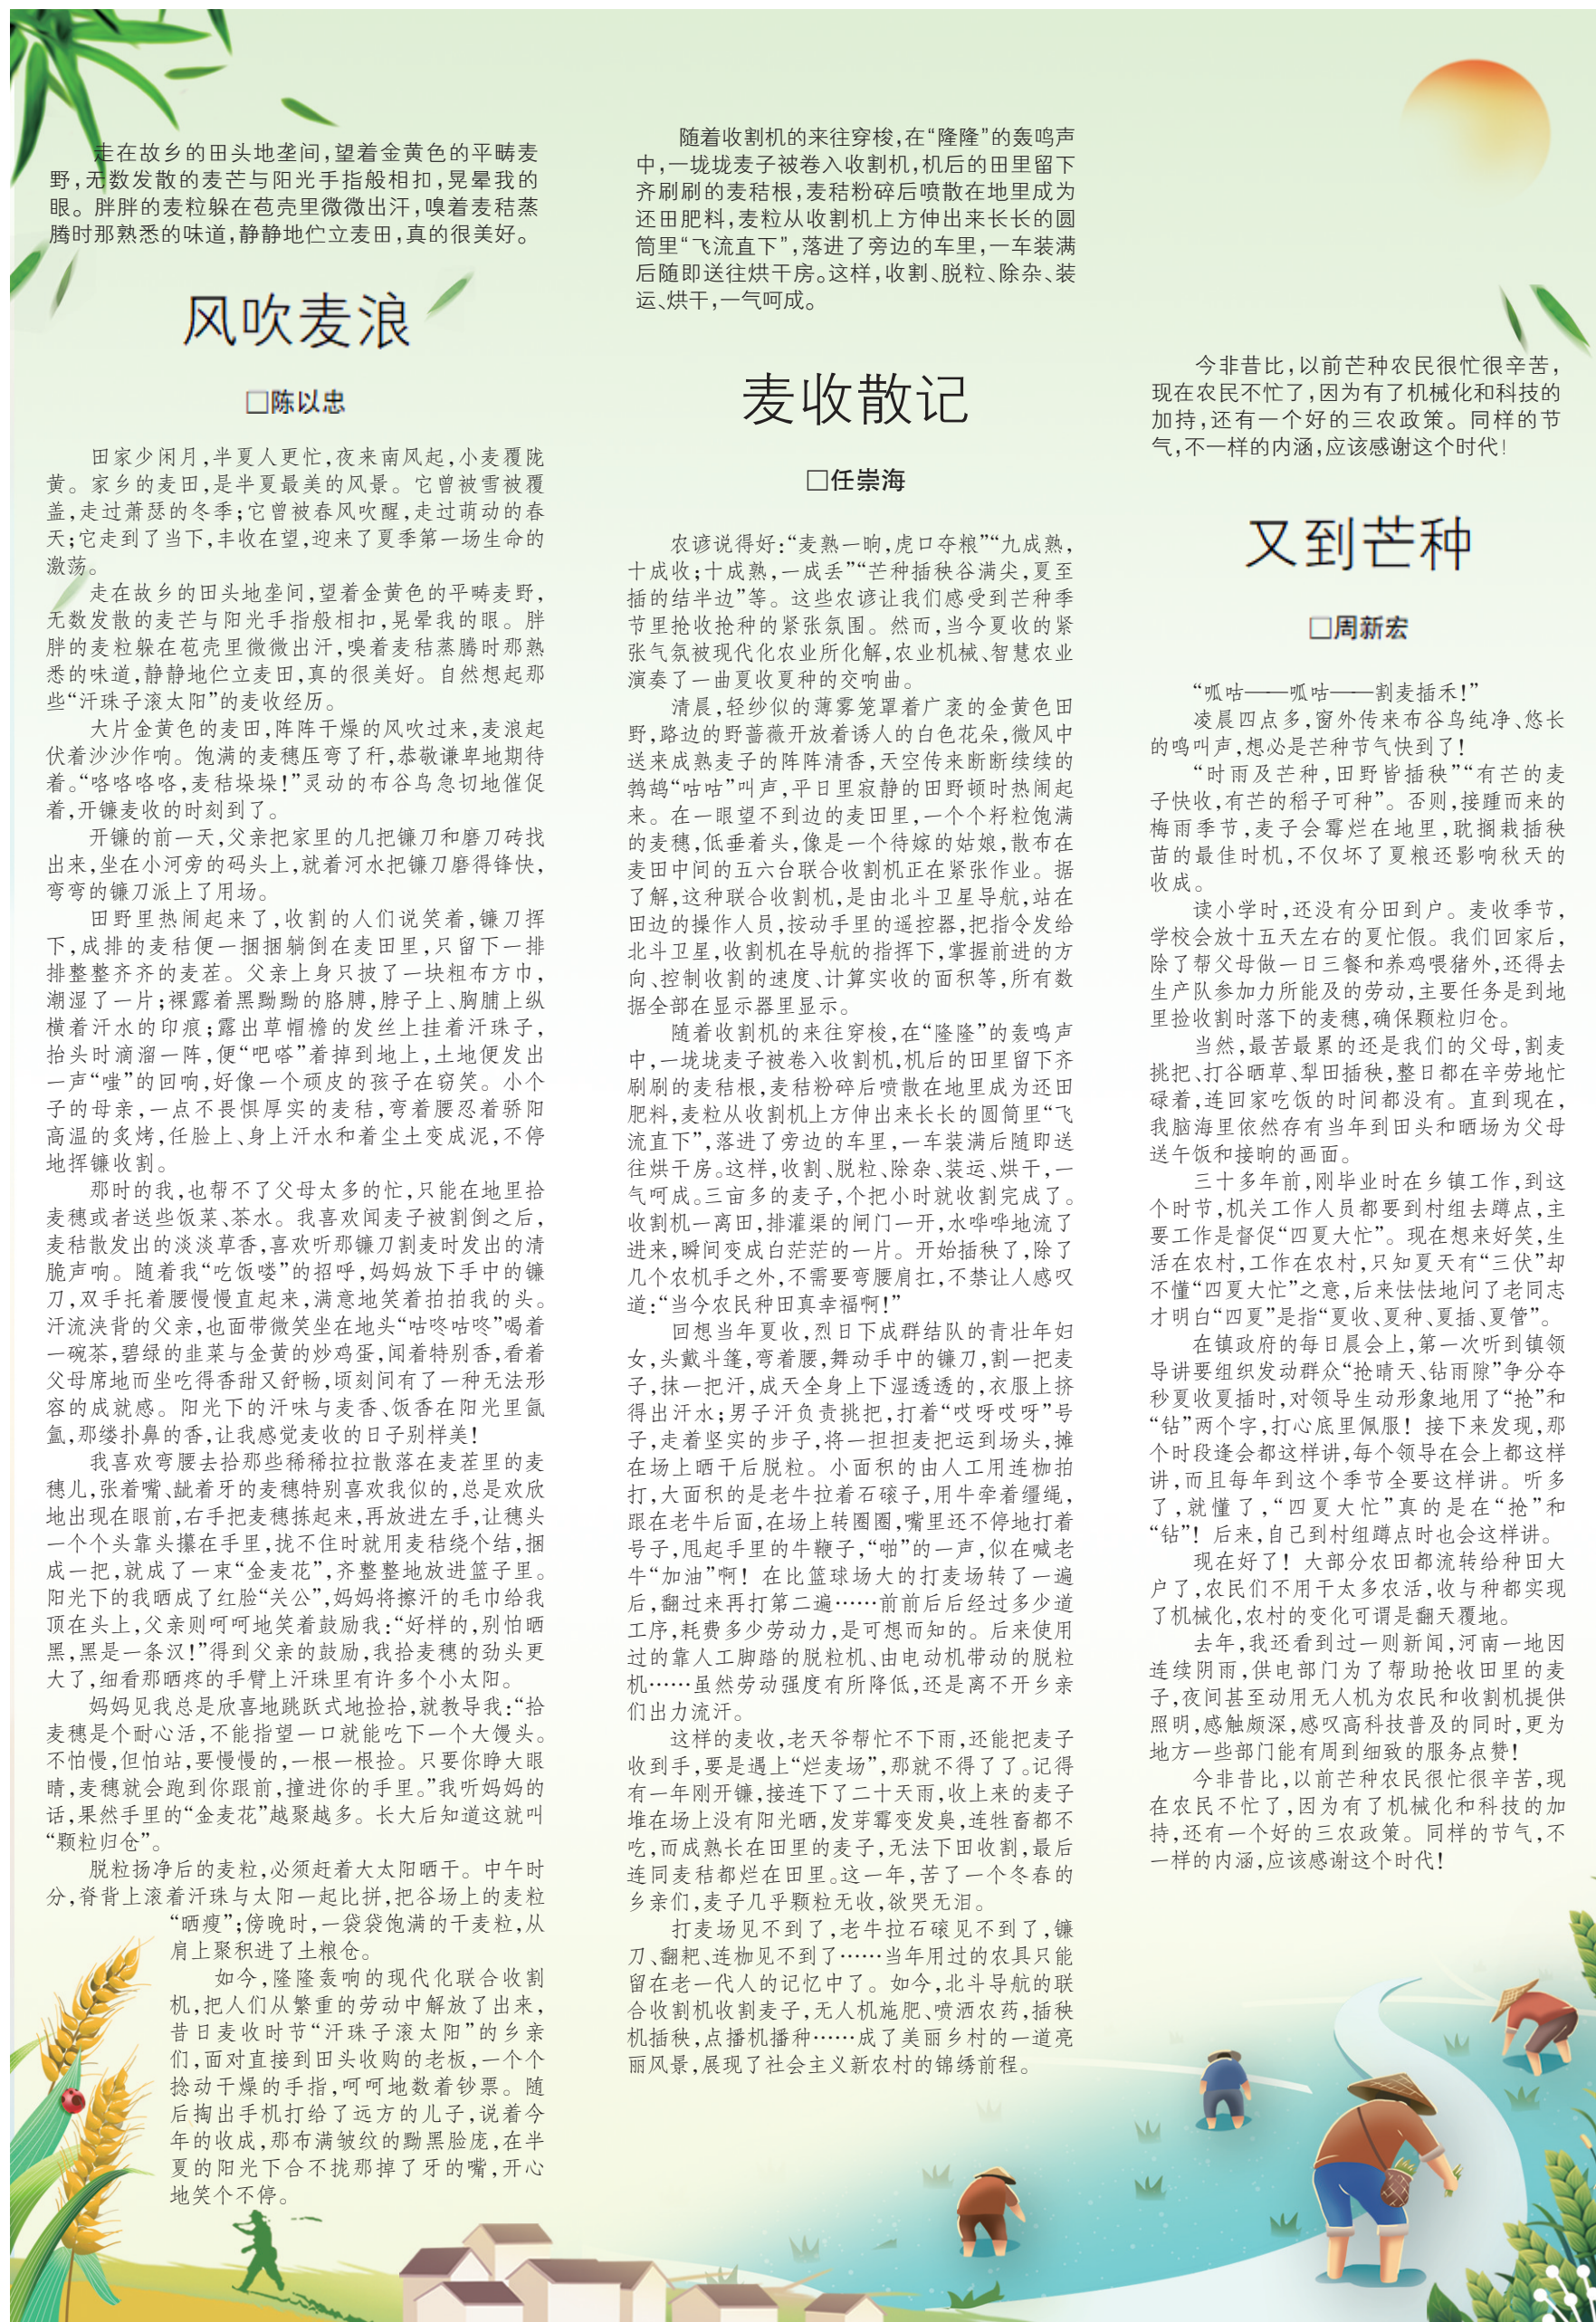 走在故乡的田头地垄间,望着金黄色的平畴麦
野,无数发散的麦芒与阳光手指般相扣,晃晕我的
眼。胖胖的麦粒躲在苞壳里微微出汗,嗅着麦秸蒸
腾时那熟悉的味道,静静地伫立麦田,真的很美好。
风吹麦浪
□陈以忠
田家少闲月,半夏人更忙,夜来南风起,小麦覆陇
黄。家乡的麦田,是半夏最美的风景。它曾被雪被覆
盖,走过萧瑟的冬季;它曾被春风吹醒,走过萌动的春
天;它走到了当下,丰收在望,迎来了夏季第一场生命的
激荡。
走在故乡的田头地垄间,望着金黄色的平畴麦野,
无数发散的麦芒与阳光手指般相扣,晃晕我的眼。胖
胖的麦粒躲在苞壳里微微出汗,嗅着麦秸蒸腾时那熟
悉的味道,静静地伫立麦田,真的很美好。自然想起那
些“汗珠子滚太阳”的麦收经历。
大片金黄色的麦田,阵阵干燥的风吹过来,麦浪起
伏着沙沙作响。饱满的麦穗压弯了秆,恭敬谦卑地期待
着。“咯咯咯咯,麦秸垛垛!”灵动的布谷鸟急切地催促
着,开镰麦收的时刻到了。
开镰的前一天,父亲把家里的几把镰刀和磨刀砖找
出来,坐在小河旁的码头上,就着河水把镰刀磨得锋快,
弯弯的镰刀派上了用场。
田野里热闹起来了,收割的人们说笑着,镰刀挥
下,成排的麦秸便一捆捆躺倒在麦田里,只留下一排
排整整齐齐的麦茬。父亲上身只披了一块粗布方巾,
潮湿了一片;裸露着黑黝黝的胳膊,脖子上、胸脯上纵
横着汗水的印痕;露出草帽檐的发丝上挂着汗珠子,
抬头时滴溜一阵,便“吧嗒”着掉到地上,土地便发出
一声“嗤”的回响,好像一个顽皮的孩子在窃笑。小个
子的母亲,一点不畏惧厚实的麦秸,弯着腰忍着骄阳
高温的炙烤,任脸上、身上汗水和着尘土变成泥,不停
地挥镰收割。
那时的我,也帮不了父母太多的忙,只能在地里拾
麦穗或者送些饭菜、茶水。我喜欢闻麦子被割倒之后,
麦秸散发出的淡淡草香,喜欢听那镰刀割麦时发出的清
脆声响。随着我“吃饭喽”的招呼,妈妈放下手中的镰
刀,双手托着腰慢慢直起来,满意地笑着拍拍我的头。
汗流浃背的父亲,也面带微笑坐在地头“咕咚咕咚”喝着
一碗茶,碧绿的韭菜与金黄的炒鸡蛋,闻着特别香,看着
父母席地而坐吃得香甜又舒畅,顷刻间有了一种无法形
容的成就感。阳光下的汗味与麦香、饭香在阳光里氤
氲,那缕扑鼻的香,让我感觉麦收的日子别样美!
我喜欢弯腰去拾那些稀稀拉拉散落在麦茬里的麦
穗儿,张着嘴、龇着牙的麦穗特别喜欢我似的,总是欢欣
地出现在眼前,右手把麦穗拣起来,再放进左手,让穗头
一个个头靠头攥在手里,拢不住时就用麦秸绕个结,捆
成一把,就成了一束“金麦花”,齐整整地放进篮子里。
阳光下的我晒成了红脸“关公”,妈妈将擦汗的毛巾给我
顶在头上,父亲则呵呵地笑着鼓励我:“好样的,别怕晒
黑,黑是一条汉!”得到父亲的鼓励,我拾麦穗的劲头更
大了,细看那晒疼的手臂上汗珠里有许多个小太阳。
妈妈见我总是欣喜地跳跃式地捡拾,就教导我:“拾
麦穗是个耐心活,不能指望一口就能吃下一个大馒头。
不怕慢,但怕站,要慢慢的,一根一根捡。只要你睁大眼
睛,麦穗就会跑到你跟前,撞进你的手里。”我听妈妈的
话,果然手里的“金麦花”越聚越多。长大后知道这就叫
“颗粒归仓”。
脱粒扬净后的麦粒,必须赶着大太阳晒干。中午时
分,脊背上滚着汗珠与太阳一起比拼,把谷场上的麦粒
“晒瘦”;傍晚时,一袋袋饱满的干麦粒,从
肩上聚积进了土粮仓。
如今,隆隆轰响的现代化联合收割
机,把人们从繁重的劳动中解放了出来,
昔日麦收时节“汗珠子滚太阳”的乡亲
们,面对直接到田头收购的老板,一个个
捻动干燥的手指,呵呵地数着钞票。随
后掏出手机打给了远方的儿子,说着今
年的收成,那布满皱纹的黝黑脸庞,在半
夏的阳光下合不拢那掉了牙的嘴,开心
地笑个不停。
随着收割机的来往穿梭,在“隆隆”的轰鸣声
中,一垅垅麦子被卷入收割机,机后的田里留下
齐刷刷的麦秸根,麦秸粉碎后喷散在地里成为
还田肥料,麦粒从收割机上方伸出来长长的圆
筒里“飞流直下”,落进了旁边的车里,一车装满
后随即送往烘干房。这样,收割、脱粒、除杂、装
运、烘干,一气呵成。
麦收散记
□任崇海
农谚说得好:“麦熟一晌,虎口夺粮”“九成熟,
十成收;十成熟,一成丢”“芒种插秧谷满尖,夏至
插的结半边”等。这些农谚让我们感受到芒种季
节里抢收抢种的紧张氛围。然而,当今夏收的紧
张气氛被现代化农业所化解,农业机械、智慧农业
演奏了一曲夏收夏种的交响曲。
清晨,轻纱似的薄雾笼罩着广袤的金黄色田
野,路边的野蔷薇开放着诱人的白色花朵,微风中
送来成熟麦子的阵阵清香,天空传来断断续续的
鹁鸪“咕咕”叫声,平日里寂静的田野顿时热闹起
来。在一眼望不到边的麦田里,一个个籽粒饱满
的麦穗,低垂着头,像是一个待嫁的姑娘,散布在
麦田中间的五六台联合收割机正在紧张作业。据
了解,这种联合收割机,是由北斗卫星导航,站在
田边的操作人员,按动手里的遥控器,把指令发给
北斗卫星,收割机在导航的指挥下,掌握前进的方
向、控制收割的速度、计算实收的面积等,所有数
据全部在显示器里显示。
随着收割机的来往穿梭,在“隆隆”的轰鸣声
中,一垅垅麦子被卷入收割机,机后的田里留下齐
刷刷的麦秸根,麦秸粉碎后喷散在地里成为还田
肥料,麦粒从收割机上方伸出来长长的圆筒里“飞
流直下”,落进了旁边的车里,一车装满后随即送
往烘干房。这样,收割、脱粒、除杂、装运、烘干,一
气呵成。三亩多的麦子,个把小时就收割完成了。
收割机一离田,排灌渠的闸门一开,水哗哗地流了
进来,瞬间变成白茫茫的一片。开始插秧了,除了
几个农机手之外,不需要弯腰肩扛,不禁让人感叹
道:“当今农民种田真幸福啊!”
回想当年夏收,烈日下成群结队的青壮年妇
女,头戴斗篷,弯着腰,舞动手中的镰刀,割一把麦
子,抹一把汗,成天全身上下湿透透的,衣服上挤
得出汗水;男子汗负责挑把,打着“哎呀哎呀”号
子,走着坚实的步子,将一担担麦把运到场头,摊
在场上晒干后脱粒。小面积的由人工用连枷拍
打,大面积的是老牛拉着石磙子,用牛牵着缰绳,
跟在老牛后面,在场上转圈圈,嘴里还不停地打着
号子,甩起手里的牛鞭子,“啪”的一声,似在喊老
牛“加油”啊!在比篮球场大的打麦场转了一遍
后,翻过来再打第二遍……前前后后经过多少道
工序,耗费多少劳动力,是可想而知的。后来使用
过的靠人工脚踏的脱粒机、由电动机带动的脱粒
机……虽然劳动强度有所降低,还是离不开乡亲
们出力流汗。
这样的麦收,老天爷帮忙不下雨,还能把麦子
收到手,要是遇上“烂麦场”,那就不得了了。记得
有一年刚开镰,接连下了二十天雨,收上来的麦子
堆在场上没有阳光晒,发芽霉变发臭,连牲畜都不
吃,而成熟长在田里的麦子,无法下田收割,最后
连同麦秸都烂在田里。这一年,苦了一个冬春的
乡亲们,麦子几乎颗粒无收,欲哭无泪。
打麦场见不到了,老牛拉石磙见不到了,镰
刀、翻耙、连枷见不到了……当年用过的农具只能
留在老一代人的记忆中了。如今,北斗导航的联
合收割机收割麦子,无人机施肥、喷洒农药,插秧
机插秧,点播机播种……成了美丽乡村的一道亮
丽风景,展现了社会主义新农村的锦绣前程。
今非昔比,以前芒种农民很忙很辛苦,
现在农民不忙了,因为有了机械化和科技的
加持,还有一个好的三农政策。同样的节
气,不一样的内涵,应该感谢这个时代!
又到芒种
□周新宏
“呱咕——呱咕——割麦插禾!”
凌晨四点多,窗外传来布谷鸟纯净、悠长
的鸣叫声,想必是芒种节气快到了!
“时雨及芒种,田野皆插秧”“有芒的麦
子快收,有芒的稻子可种”。否则,接踵而来的
梅雨季节,麦子会霉烂在地里,耽搁栽插秧
苗的最佳时机,不仅坏了夏粮还影响秋天的
收成。
读小学时,还没有分田到户。麦收季节,
学校会放十五天左右的夏忙假。我们回家后,
除了帮父母做一日三餐和养鸡喂猪外,还得去
生产队参加力所能及的劳动,主要任务是到地
里捡收割时落下的麦穗,确保颗粒归仓。
当然,最苦最累的还是我们的父母,割麦
挑把、打谷晒草、犁田插秧,整日都在辛劳地忙
碌着,连回家吃饭的时间都没有。直到现在,
我脑海里依然存有当年到田头和晒场为父母
送午饭和接晌的画面。
三十多年前,刚毕业时在乡镇工作,到这
个时节,机关工作人员都要到村组去蹲点,主
要工作是督促“四夏大忙”。现在想来好笑,生
活在农村,工作在农村,只知夏天有“三伏”却
不懂“四夏大忙”之意,后来怯怯地问了老同志
才明白“四夏”是指“夏收、夏种、夏插、夏管”。
在镇政府的每日晨会上,第一次听到镇领
导讲要组织发动群众“抢晴天、钻雨隙”争分夺
秒夏收夏插时,对领导生动形象地用了“抢”和
“钻”两个字,打心底里佩服!接下来发现,那
个时段逢会都这样讲,每个领导在会上都这样
讲,而且每年到这个季节全要这样讲。听多
了,就懂了,“四夏大忙”真的是在“抢”和
“钻”!后来,自己到村组蹲点时也会这样讲。
现在好了!大部分农田都流转给种田大
户了,农民们不用干太多农活,收与种都实现
了机械化,农村的变化可谓是翻天覆地。
去年,我还看到过一则新闻,河南一地因
连续阴雨,供电部门为了帮助抢收田里的麦
子,夜间甚至动用无人机为农民和收割机提供
照明,感触颇深,感叹高科技普及的同时,更为
地方一些部门能有周到细致的服务点赞!
今非昔比,以前芒种农民很忙很辛苦,现
在农民不忙了,因为有了机械化和科技的加
持,还有一个好的三农政策。同样的节气,不
一样的内涵,应该感谢这个时代!